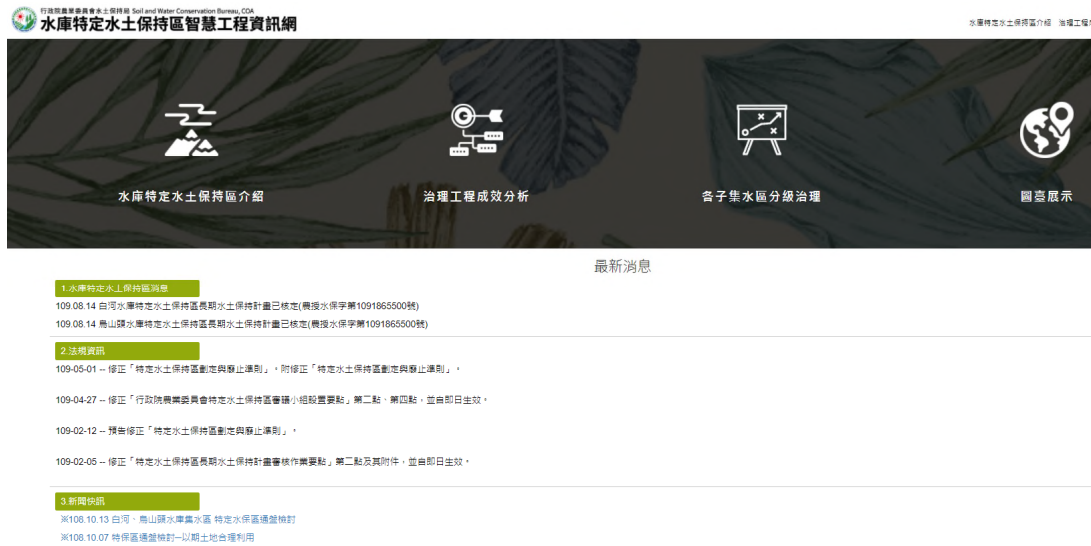 行政院農業委員會水土保持局 Soil and Water Conservation Bureau, COA
水庫特定水土保持區智慧工程資訊網
水庫特定水土保持區介紹 治理工程
水庫特定水土保持區介紹
治理工程成效分析
各子集水區分級治理
圖臺展示
最新消息
1.水庫特定水土保持區消息
109.08.14 白河水庫特定水土保持區長期水土保持計畫已核定(農授水保字第1091865500號)
109.08.14 烏山頭水庫特定水土保持區長期水土保持計畫已核定(農授水保字第1091865500號)
2.法規資訊
109-05-01 -- 修正「特定水土保持區劃定與廢止準則」。附修正「特定水土保持區劃定與廢止準則」。
109-04-27 -- 修正「行政院農業委員會特定水土保持區審議小組設置要點」第二點、第四點，並自即日生效。
109-02-12 -- 預告修正「特定水土保持區劃定與廢止準則」。
109-02-05 -- 修正「特定水土保持區長期水土保持計畫審核作業要點」第二點及其附件，並自即日生效。
3.新聞快訊
※108.10.13 白河、烏山頭水庫集水區 特定水保區通盤檢討
※108.10.07 特保區通盤檢討─以期土地合理利用